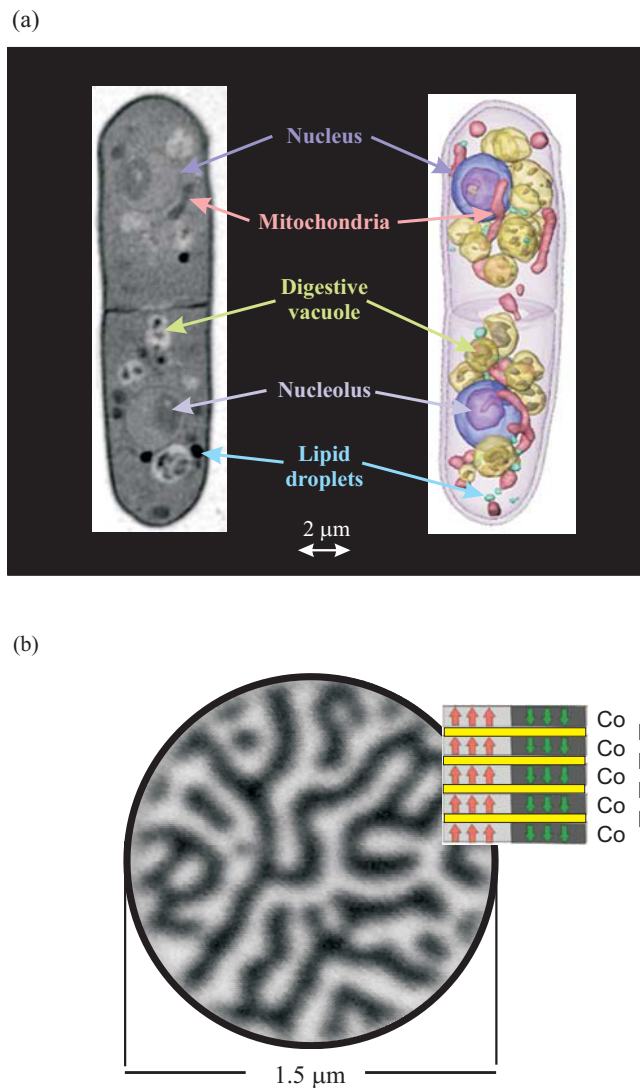 (a)
Nucleus
Mitochondria
Digestive
vacuole
Nucleolus
Lipid
droplets
2 µm
(b)
Co
Co
Co
Co
Co
1.5 µm